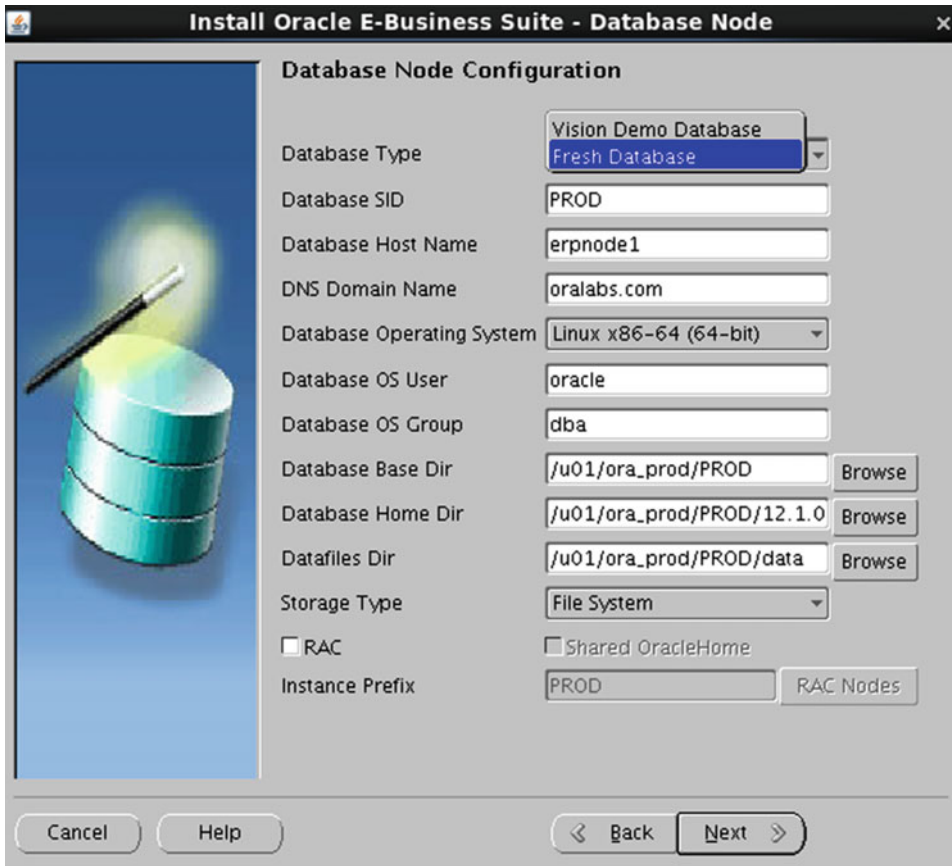 Install Oracle E-Business Suite - Database Node
Database Node Configuration
Vision Demo Database
Database Type Fresh Database
Database SID PROD
Database Host Name erpnode1
DNS Domain Name oralabs.com
Database Operating System Linux x86-64 (64-bit)
Database OS User oracle
Database OS Group dba
Database Base Dir /u01/ora_prod/PROD Browse
Database Home Dir /u01/ora_prod/PROD/12.1.0 Browse
Datafiles Dir /u01/ora_prod/PROD/data Browse
Storage Type File System
RAC Shared OracleHome
Instance Prefix PROD RAC Nodes
Cancel Help Back Next